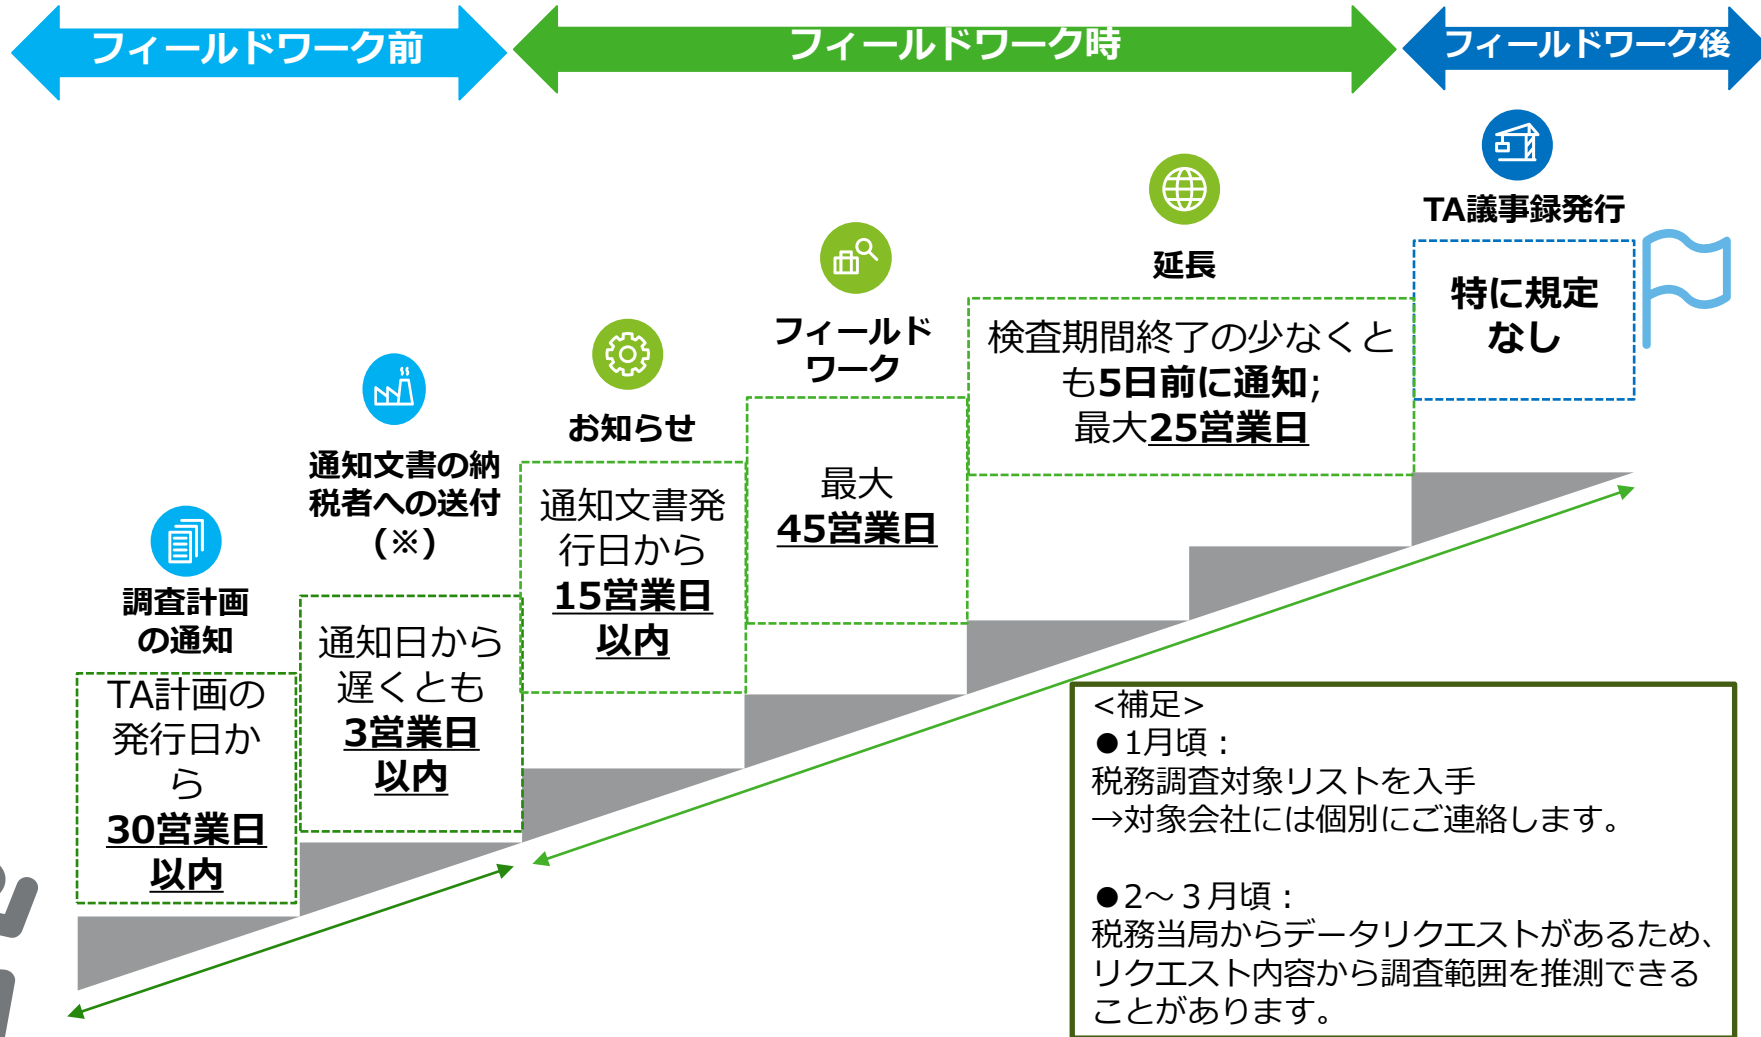 フィールドワーク前
フィールドワーク時
フィールドワーク後
調査計画
の通知
TA計画の
発行日か
ら
30営業日
以内
通知文書の納
税者への送付
(※)
通知日から
遅くとも
3営業日
以内
お知らせ
通知文書発
行日から
15営業日
以内
フィールド
ワーク
最大
45営業日
延長
検査期間終了の少なくと
も5日前に通知;
最大25営業日
TA議事録発行
特に規定
なし
<補足>
●1月頃：
税務調査対象リストを入手
→対象会社には個別にご連絡します。
●2～３月頃：
税務当局からデータリクエストがあるため、
リクエスト内容から調査範囲を推測できる
ことがあります。